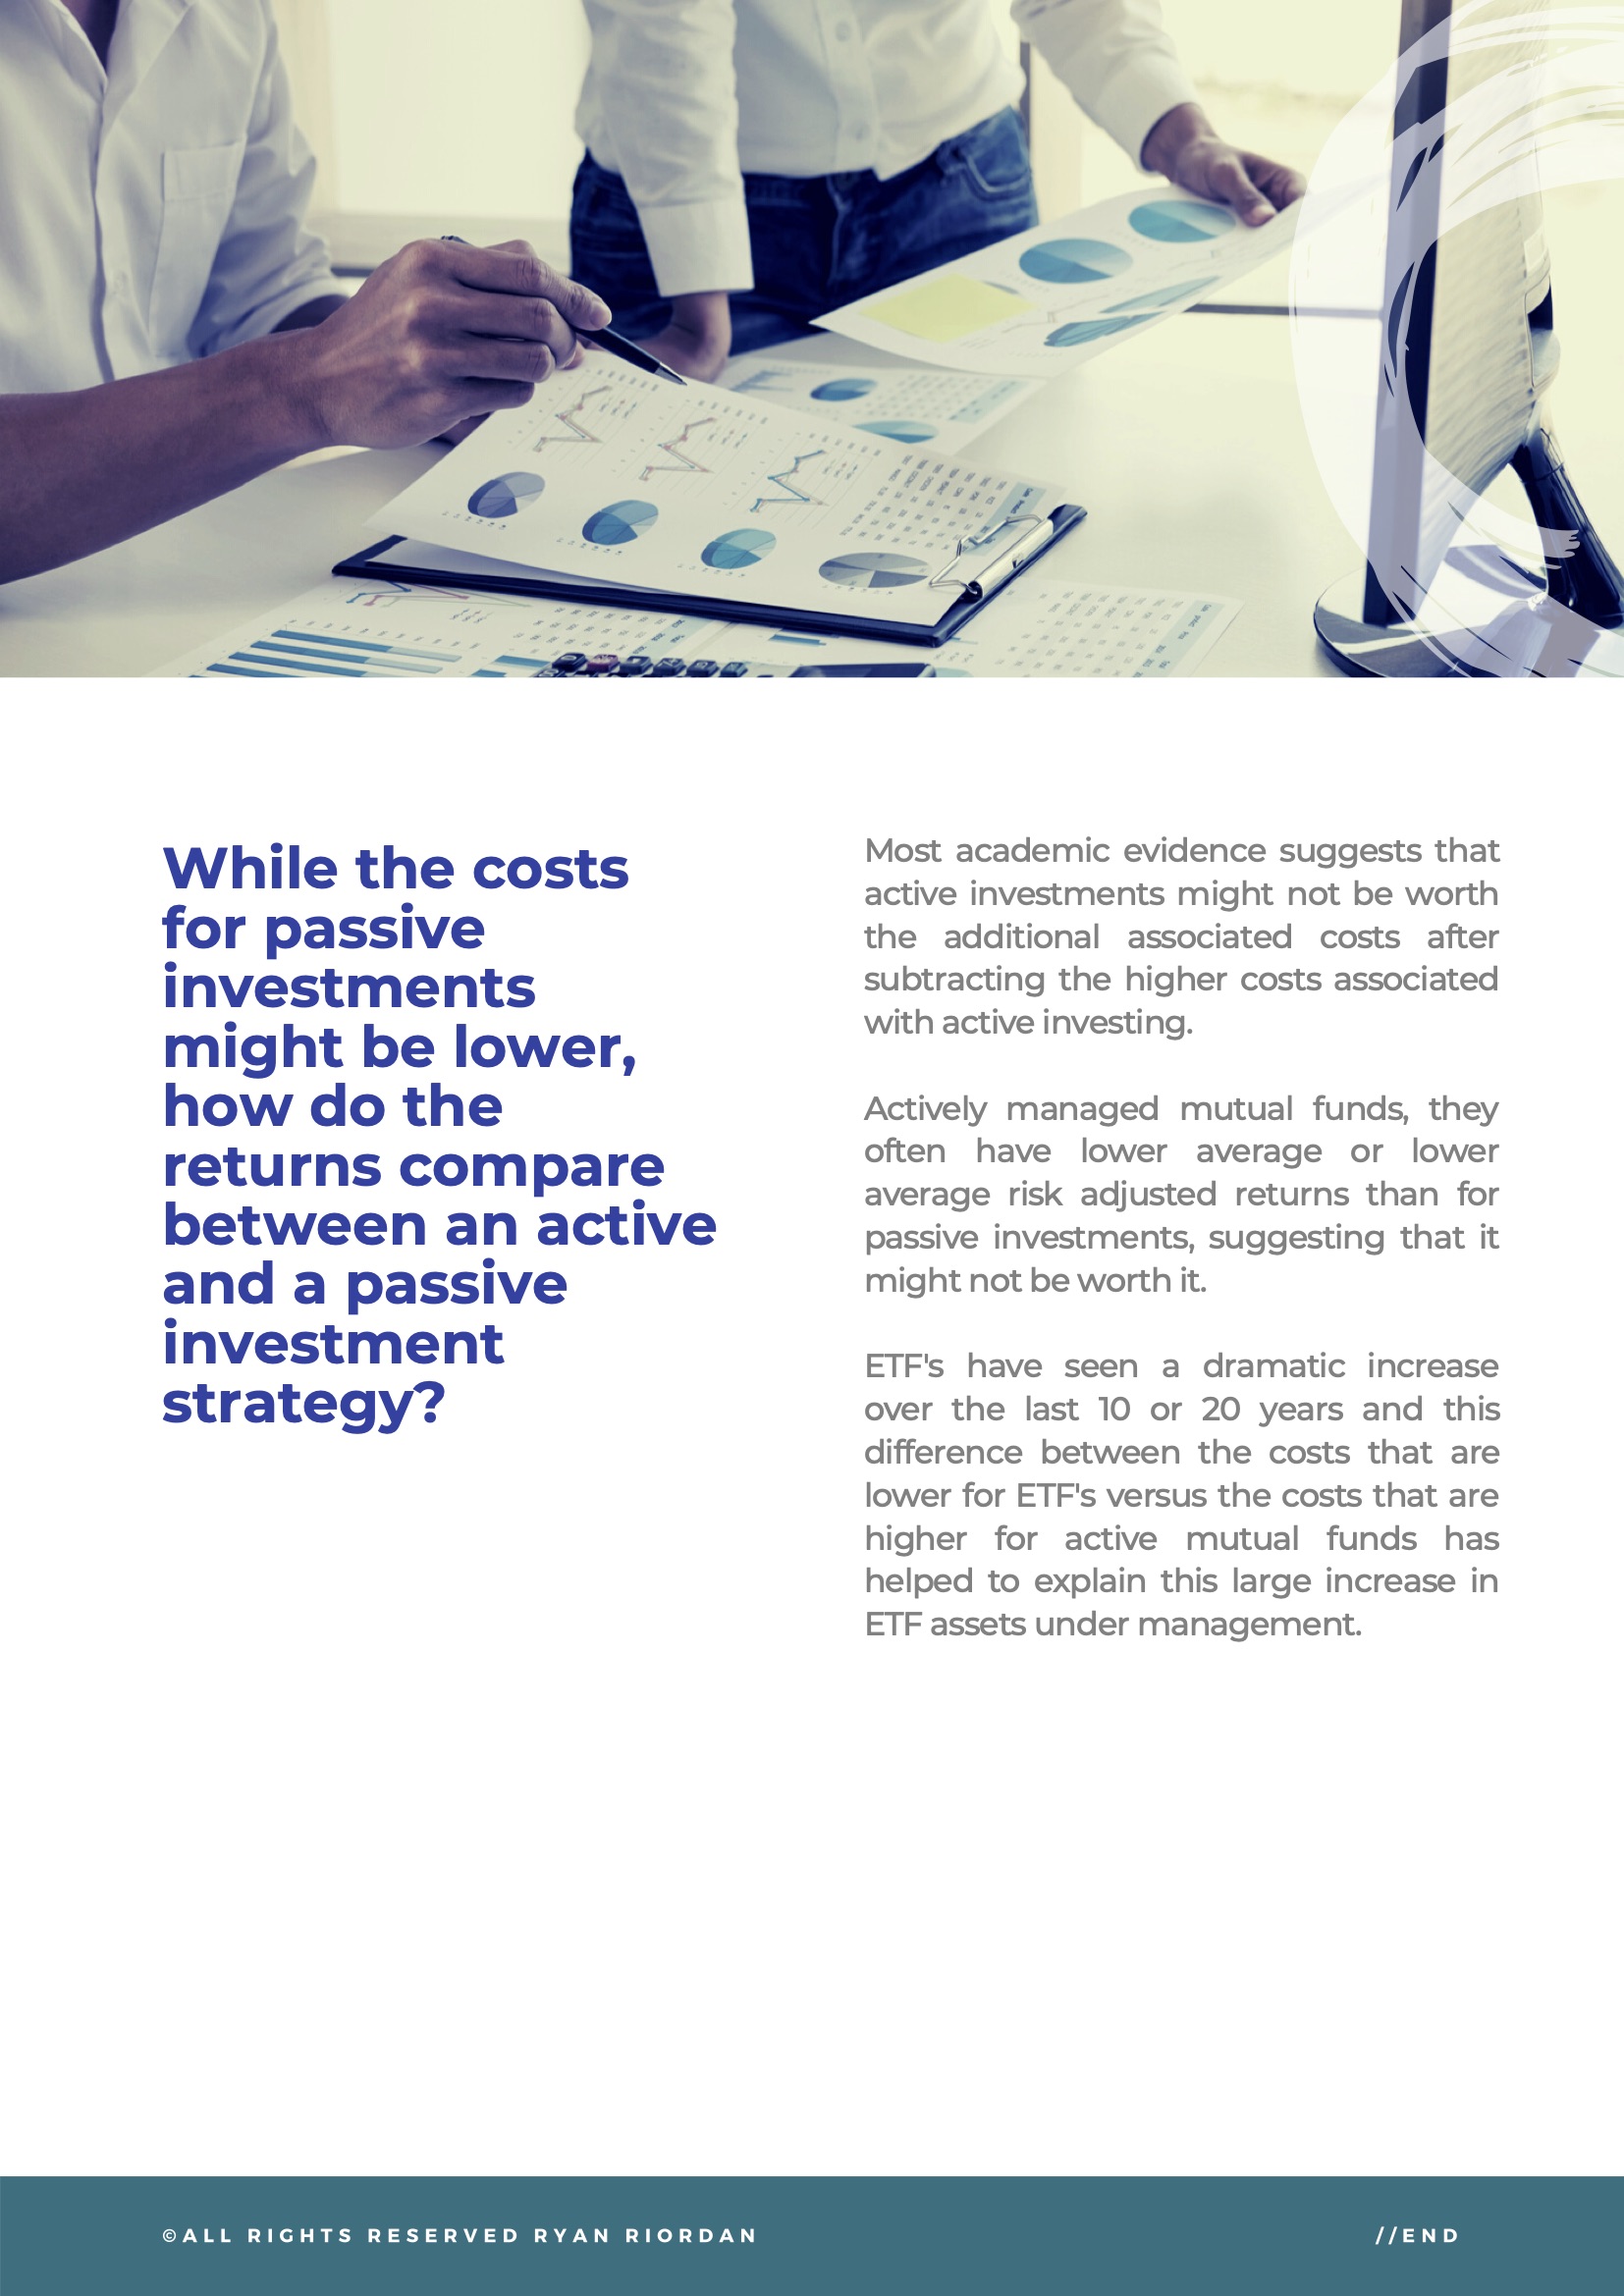 While the costs
for passive
investments
might be lower,
how do the
returns compare
between an active
and a passive
investment
strategy?
Most academic evidence suggests that
active investments might not be worth
the additional associated costs after
subtracting the higher costs associated
with active investing.
Actively managed mutual funds, they
often have lower average or lower
average risk adjusted returns than for
passive investments, suggesting that it
might not be worth it.
ETF's have seen a dramatic increase
over the last 10 or 20 years and this
difference between the costs that are
lower for ETF's versus the costs that are
higher for active mutual funds has
helped to explain this large increase in
ETF assets under management.
©ALL RIGHTS RESERVED RYAN RIORDAN
//END